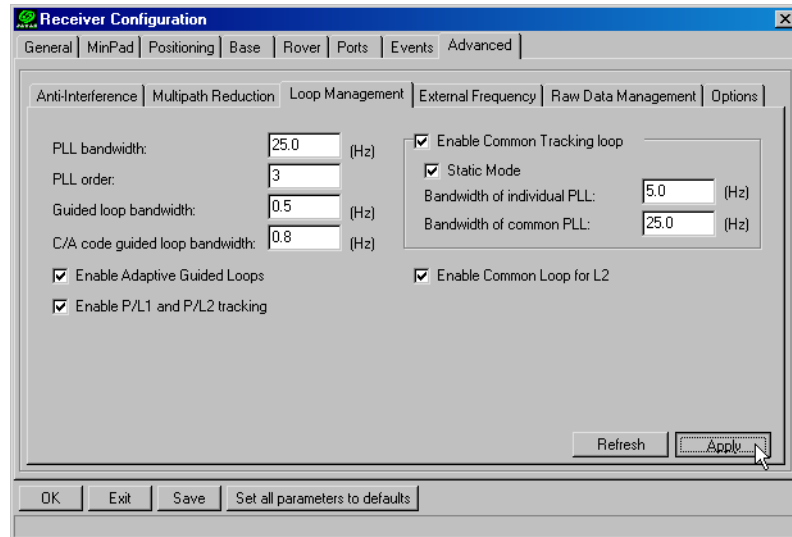 Receiver Configuration
General MinPad Positioning Base Rover Ports Events Advanced
Anti-Interference Multipath Reduction Loop Management External Frequency Raw Data Management Options
PLL bandwidth: 25.0 (Hz)
PLL order: 3
Guided loop bandwidth: 0.5 (Hz)
C/A code guided loop bandwidth: 0.8 (Hz)
Enable Adaptive Guided Loops
Enable P/L1 and P/L2 tracking
Enable Common Tracking loop
Static Mode
Bandwidth of individual PLL: 5.0 (Hz)
Bandwidth of common PLL: 25.0 (Hz)
Enable Common Loop for L2
Refresh Apply
OK Exit Save Set all parameters to defaults